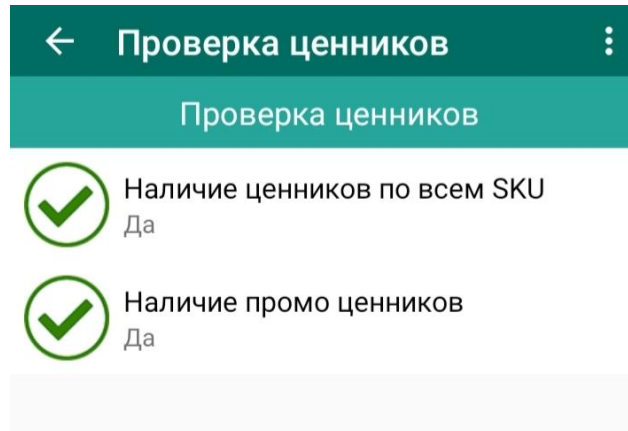 Проверка ценников
Проверка ценников
Наличие ценников по всем SKU
Да
Наличие промо ценников
Да